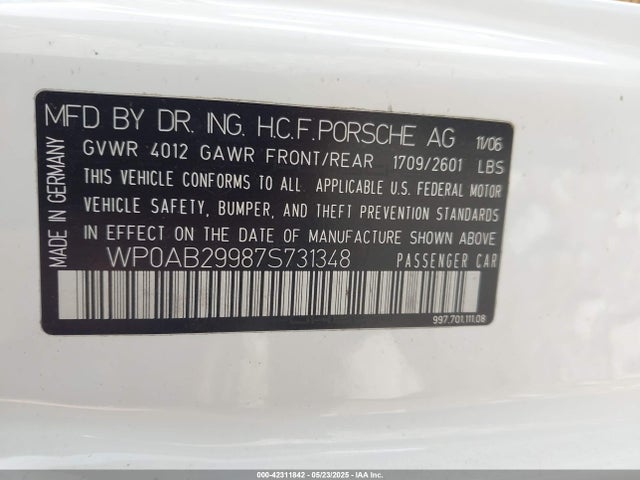 MFD BY DR. ING. H.C.F. PORSCHE AG 11/06
GVWR 4012 GAWR FRONT/REAR 1709/2601 LBS
THIS VEHICLE CONFORMS TO ALL APPLICABLE U.S. FEDERAL MOTOR
VEHICLE SAFETY, BUMPER, AND THEFT PREVENTION STANDARDS
IN EFFECT ON THE DATE OF MANUFACTURE SHOWN ABOVE
WP0AB29987S731348 PASSENGER CAR
997.701.111.08
MADE IN GERMANY
000-42311842 - 05/23/2025 - IAA Inc.